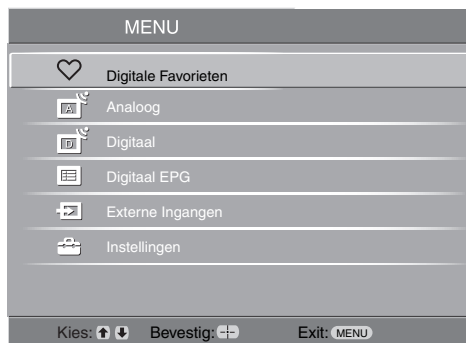 MENU
Digitale Favorieten
A Analoog
D Digitaal
Digitaal EPG
Externe Ingangen
Instellingen
Kies: Bevestig: Exit: MENU